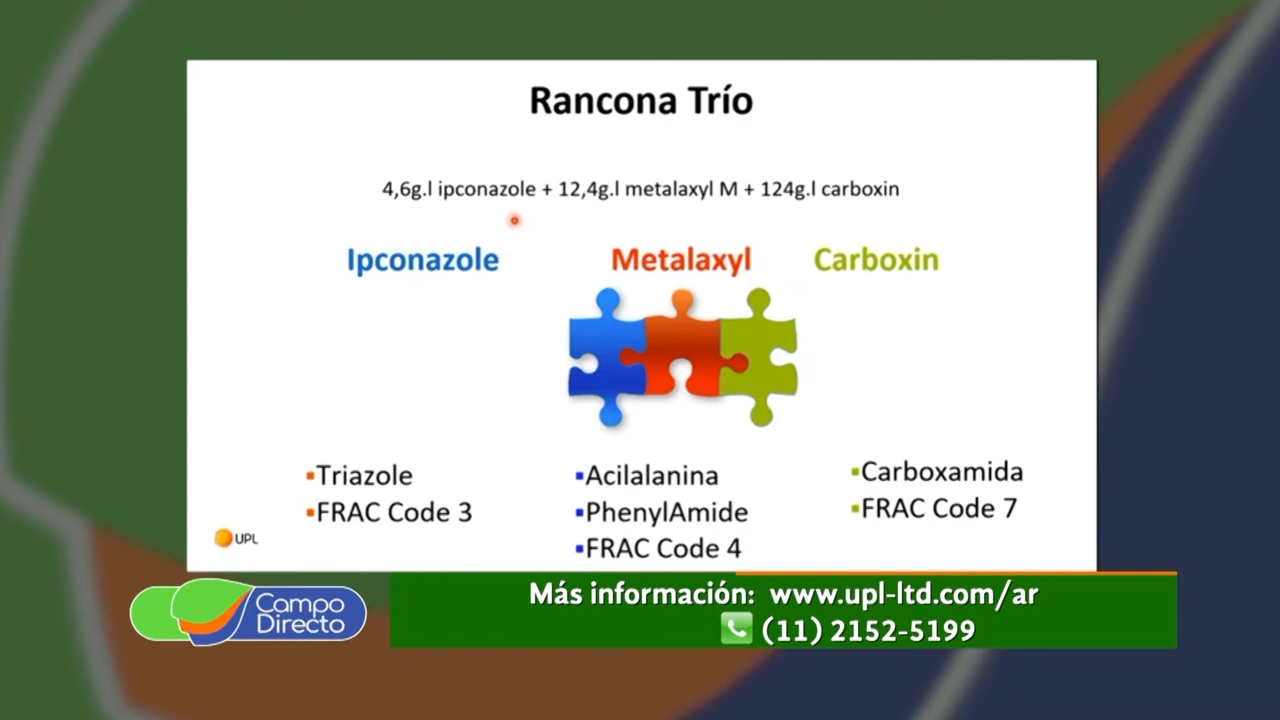 Rancona Trío
4,6g.l ipconazole + 12,4g.l metalaxyl M + 124g.l carboxin
Ipconazole Metalaxyl Carboxin
▪Triazole
▪FRAC Code 3
▪Acilalanina
▪PhenylAmide
▪FRAC Code 4
▪Carboxamida
▪FRAC Code 7
UPL
Campo
Directo
Más información: www.upl-ltd.com/ar
(11) 2152-5199